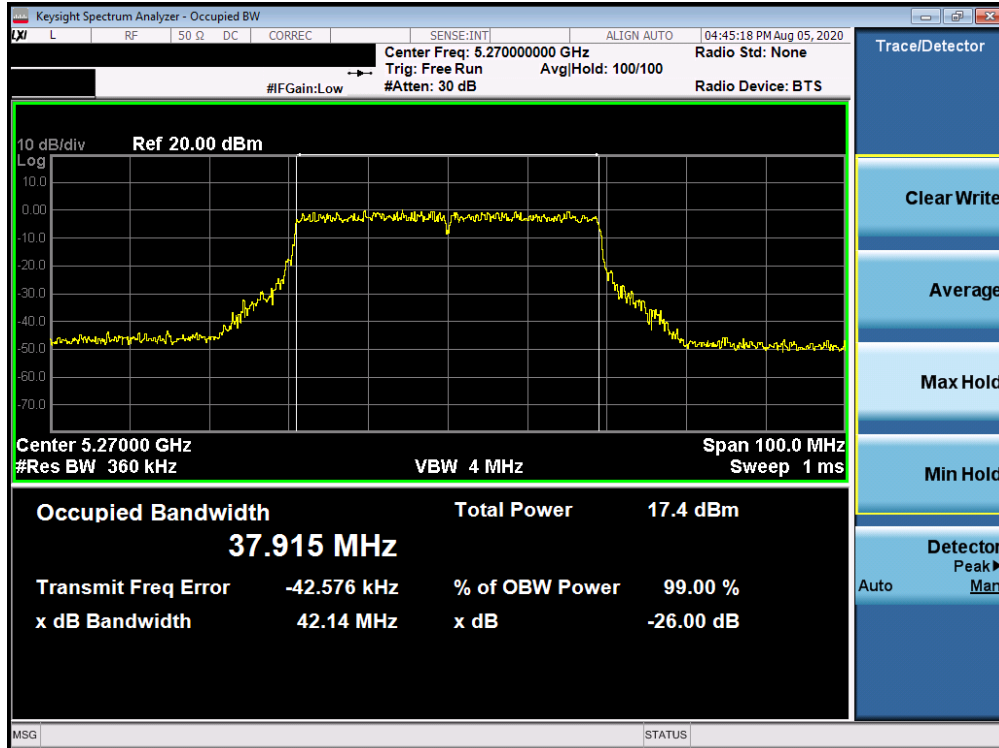 Keysight Spectrum Analyzer - Occupied BW
LXI L RF 50 Ω DC CORREC SENSE:INT ALIGN AUTO 04:45:18 PM Aug 05, 2020
Center Freq: 5.270000000 GHz Radio Std: None
Trig: Free Run Avg|Hold: 100/100
#IFGain:Low #Atten: 30 dB Radio Device: BTS
10 dB/div Ref 20.00 dBm
Log
10.0
0.00
-10.0
-20.0
-30.0
-40.0
-50.0
-60.0
-70.0
Center 5.27000 GHz Span 100.0 MHz
#Res BW 360 kHz VBW 4 MHz Sweep 1 ms
Occupied Bandwidth Total Power 17.4 dBm
37.915 MHz
Transmit Freq Error -42.576 kHz % of OBW Power 99.00 %
x dB Bandwidth 42.14 MHz x dB -26.00 dB
MSG STATUS
Trace/Detector
Clear Write
Average
Max Hold
Min Hold
Detector
Peak▶
Auto Man